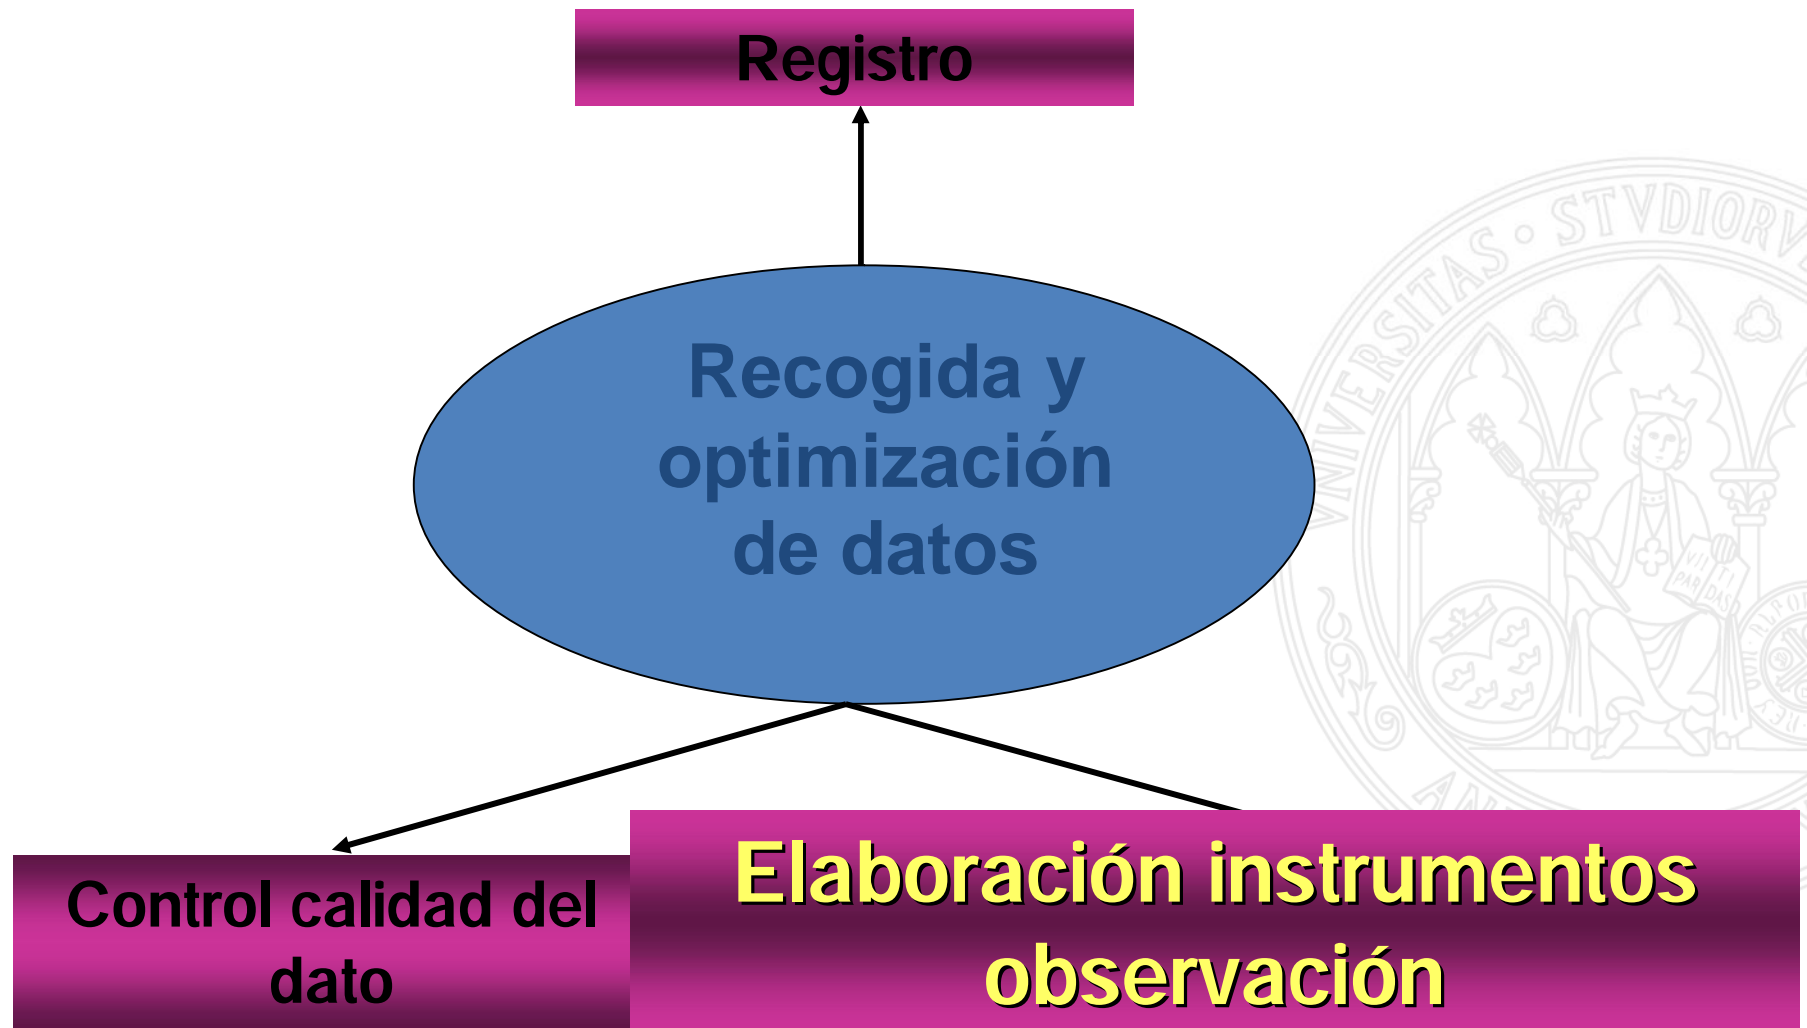 Registro
Recogida y
optimización
de datos
Control calidad del
dato
Elaboración instrumentos
observación
VNIVERSITAS · STVDIORV